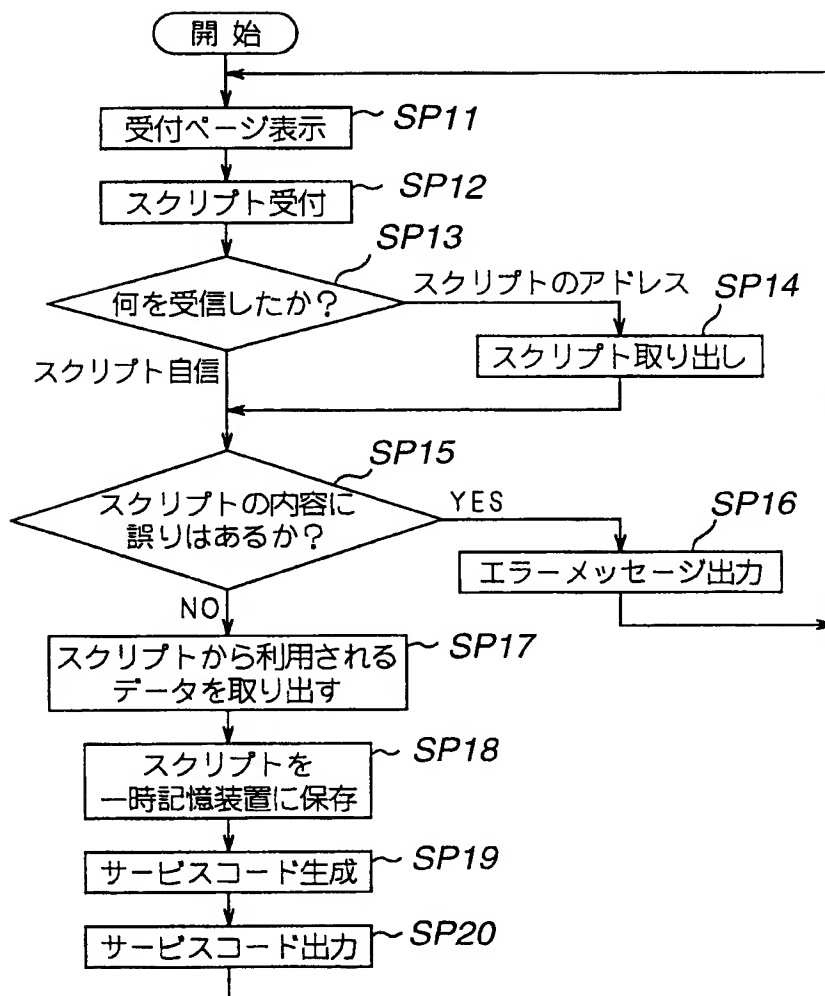 開始
受付ページ表示
SP11
スクリプト受付
SP12
何を受信したか?
SP13
スクリプトのアドレス
スクリプト取り出し
SP14
スクリプト自信
スクリプトの内容に
誤りはあるか?
SP15
YES
エラーメッセージ出力
SP16
NO
スクリプトから利用される
データを取り出す
SP17
スクリプトを
一時記憶装置に保存
SP18
サービスコード生成
SP19
サービスコード出力
SP20